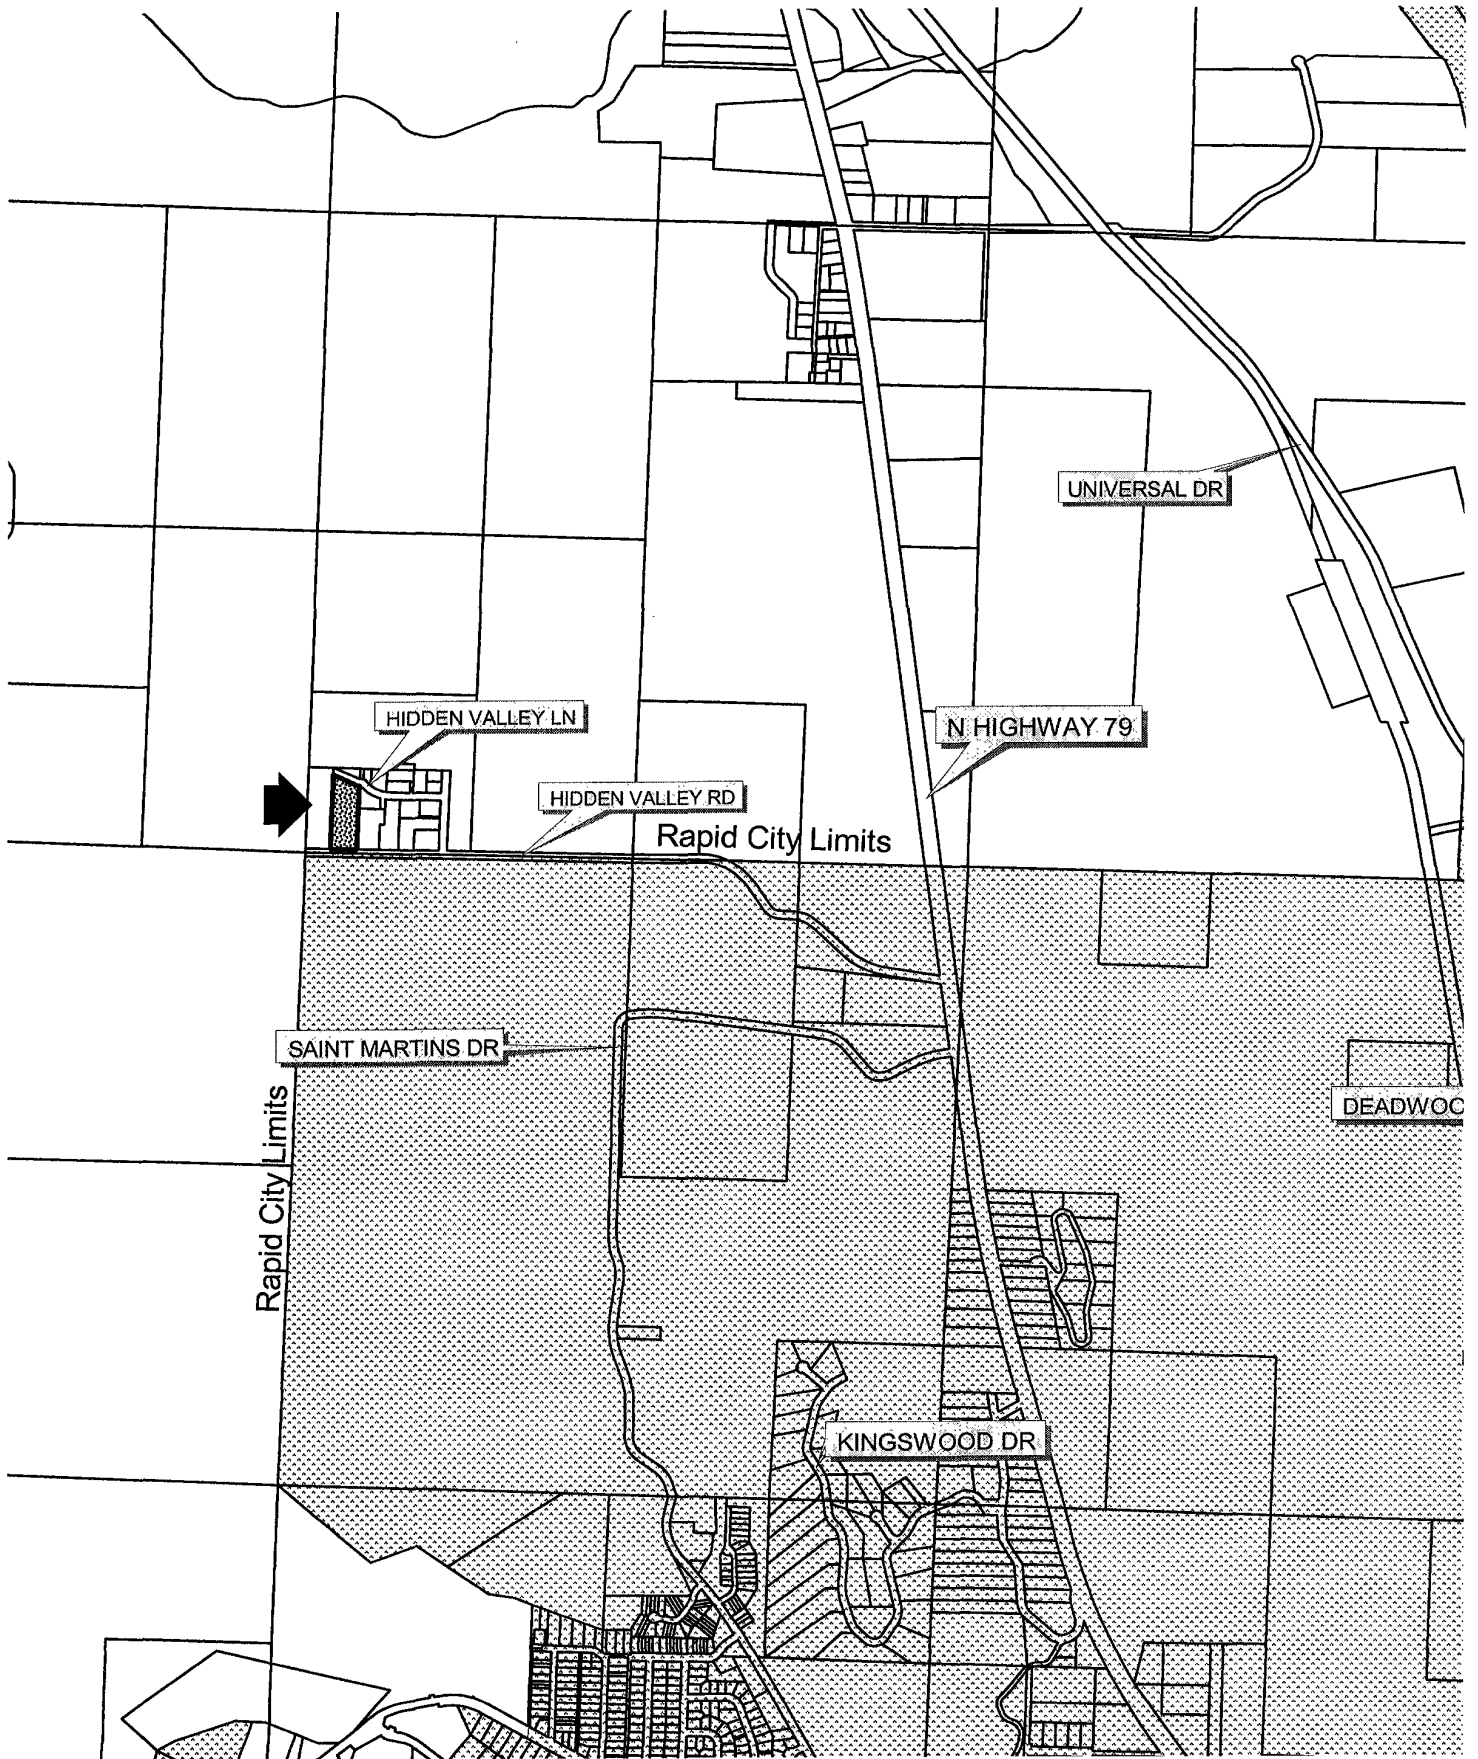 UNIVERSAL DR
HIDDEN VALLEY LN
N HIGHWAY 79
HIDDEN VALLEY RD
Rapid City Limits
SAINT MARTINS DR
Rapid City Limits
DEADWOO
KINGSWOOD DR